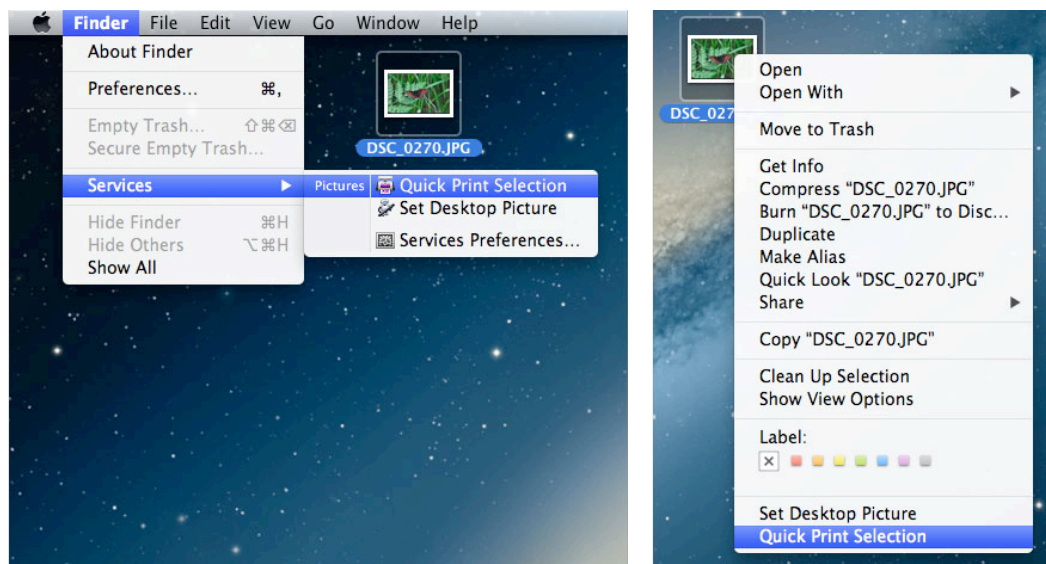 Finder File Edit View Go Window Help
About Finder
Preferences... ⌘,
Empty Trash... ⇧⌘⌫
Secure Empty Trash...
Services ▶
Hide Finder ⌘H
Hide Others ⌥⌘H
Show All
DSC_0270.JPG
Pictures Quick Print Selection
Set Desktop Picture
Services Preferences...
DSC_027
Open
Open With ▶
Move to Trash
Get Info
Compress “DSC_0270.JPG”
Burn “DSC_0270.JPG” to Disc...
Duplicate
Make Alias
Quick Look “DSC_0270.JPG”
Share ▶
Copy “DSC_0270.JPG”
Clean Up Selection
Show View Options
Label:
Set Desktop Picture
Quick Print Selection